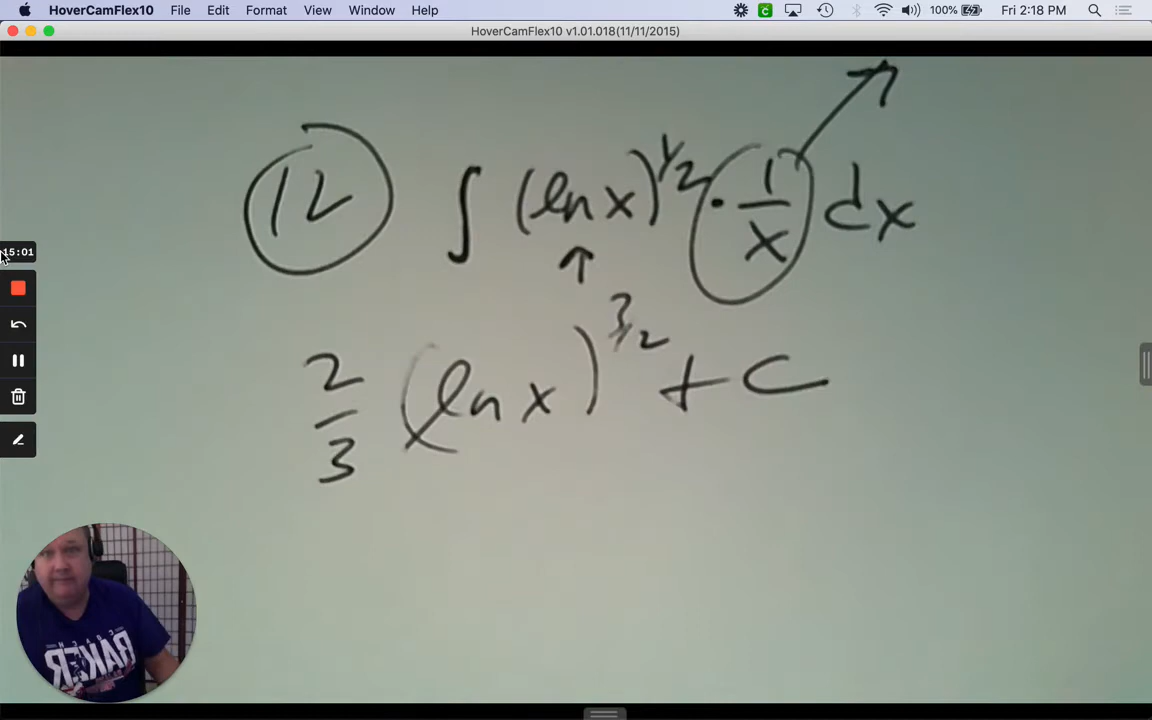 HoverCamFlex10 File Edit Format View Window Help 100% Fri 2:18 PM
HoverCamFlex10 v1.01.018(11/11/2015)
12 ∫ (ln x)^1/2 · 1/x dx
15:01
2/3 (ln x)^3/2 + C
BAKER